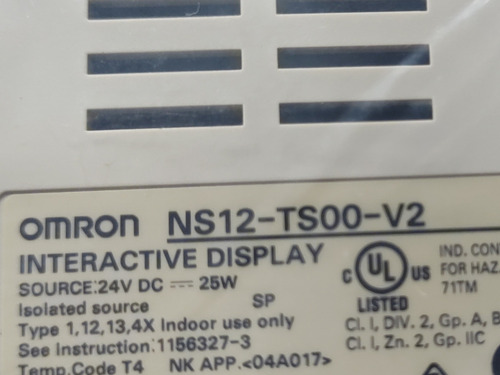 OMRON NS12-TS00-V2
INTERACTIVE DISPLAY
SOURCE:24V DC 25W
Isolated source SP
Type 1,12,13,4X Indoor use only
See Instruction:1156327-3
Temp.Code T4 NK APP.<04A017>
C UL US
LISTED
IND. CON
FOR HAZ
71TM
Cl. I, DIV. 2, Gp. A, B
Cl. I, Zn. 2, Gp. IIC